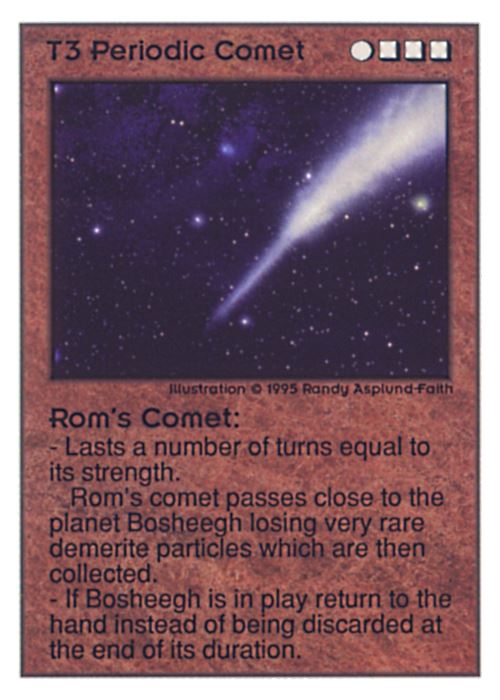 T3 Periodic Comet
Illustration © 1995 Randy Asplund-Faith
Rom's Comet:
- Lasts a number of turns equal to
its strength.
Rom's comet passes close to the
planet Bosheegh losing very rare
demerite particles which are then
collected.
- If Bosheegh is in play return to the
hand instead of being discarded at
the end of its duration.